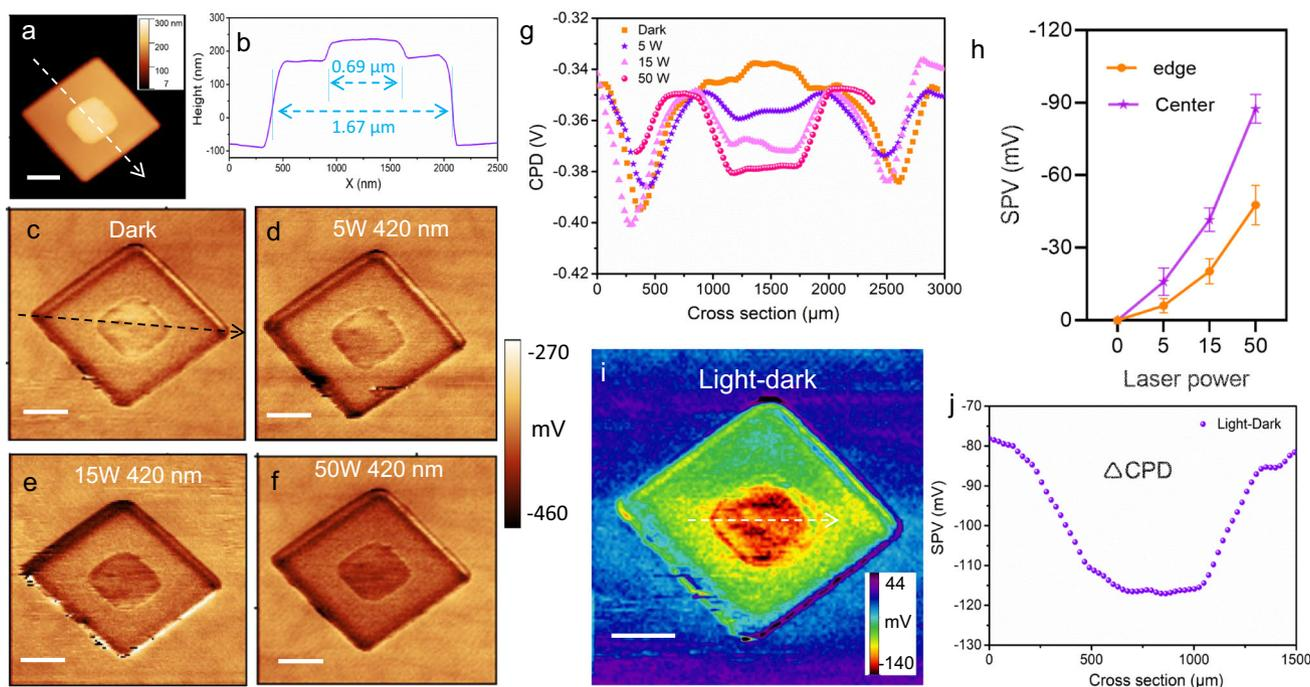 a
300 nm
200
100
7
b
Height (nm)
300
200
100
0
-100
0.69 μm
1.67 μm
0
500
1000
1500
2000
2500
X (nm)
c
Dark
d
5W 420 nm
e
15W 420 nm
f
50W 420 nm
-270
mV
-460
g
Dark
5 W
15 W
50 W
CPD (V)
-0.32
-0.34
-0.36
-0.38
-0.40
-0.42
0
500
1000
1500
2000
2500
3000
Cross section (μm)
h
edge
Center
SPV (mV)
-120
-90
-60
-30
0
0
5
15
50
Laser power
i
Light-dark
44
mV
-140
j
Light-Dark
△CPD
SPV (mV)
-70
-80
-90
-100
-110
-120
-130
0
500
1000
1500
Cross section (μm)